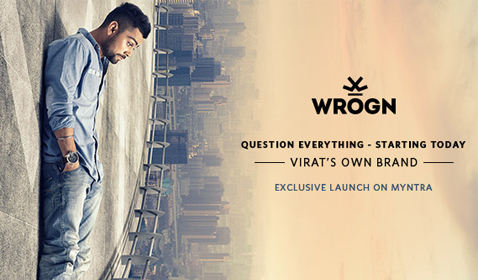 WROGN
QUESTION EVERYTHING - STARTING TODAY
VIRAT'S OWN BRAND
EXCLUSIVE LAUNCH ON MYNTRA